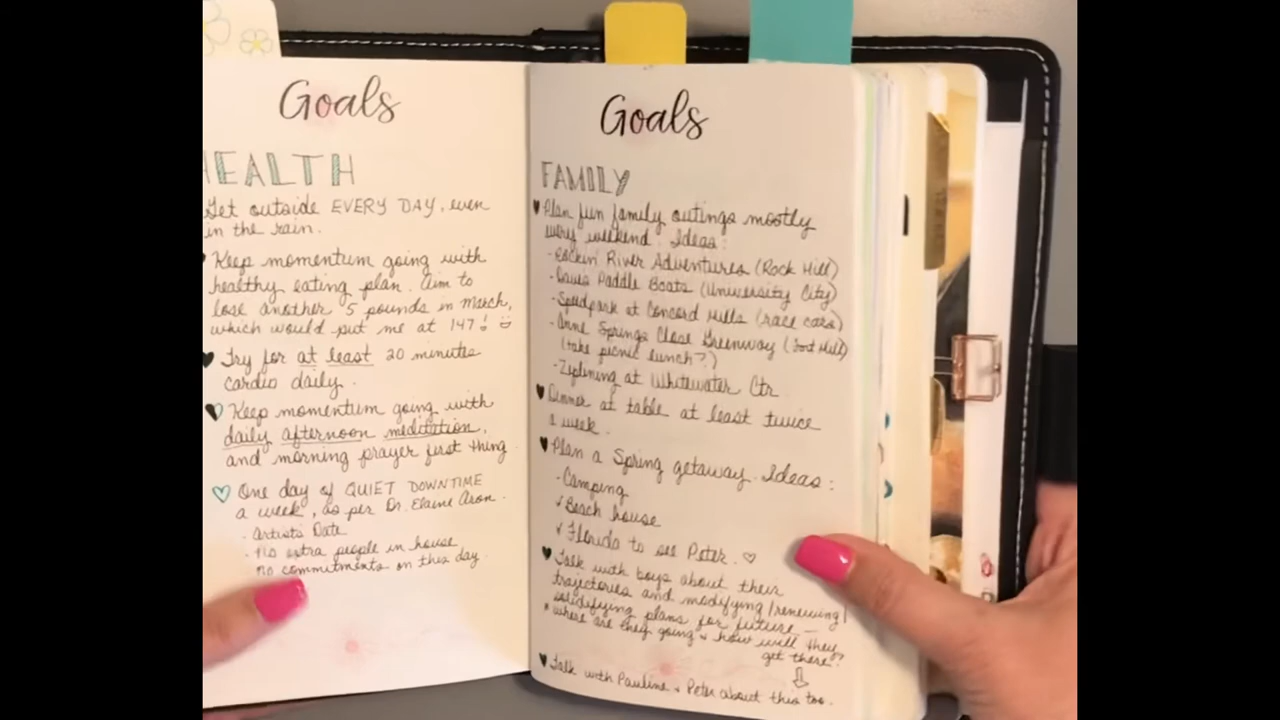 Goals
HEALTH
Get outside EVERY DAY, even
in the rain.
Keep momentum going with
healthy eating plan. Aim to
lose another 5 pounds in March,
which would put me at 147!
Try for at least 20 minutes
cardio daily.
Keep momentum going with
daily afternoon meditation,
and morning prayer first thing
One day of QUIET DOWNTIME
a week, as per Dr. Elaine Aron.
- Artist's Date
- No extra people in house
no commitments on this day.
Goals
FAMILY
Plan fun family outings mostly
every weekend. Ideas:
- Rockin' River Adventures (Rock Hill)
- Dave's Paddle Boats (University City)
- Speedpark at Concord Mills (race cars)
- Anne Springs Close Greenway (Fort Mill)
(take picnic lunch?)
- Ziplining at Whitewater Ctr
Dinner at table at least twice
a week.
Plan a Spring getaway. Ideas:
- Camping
✓ Beach house
✓ Florida to see Peter. ♡
Talk with boys about their
trajectories and modifying/renewing/
solidifying plans for future —
* where are they going & how will they
get there?
Talk with Pauline & Peter about this too.